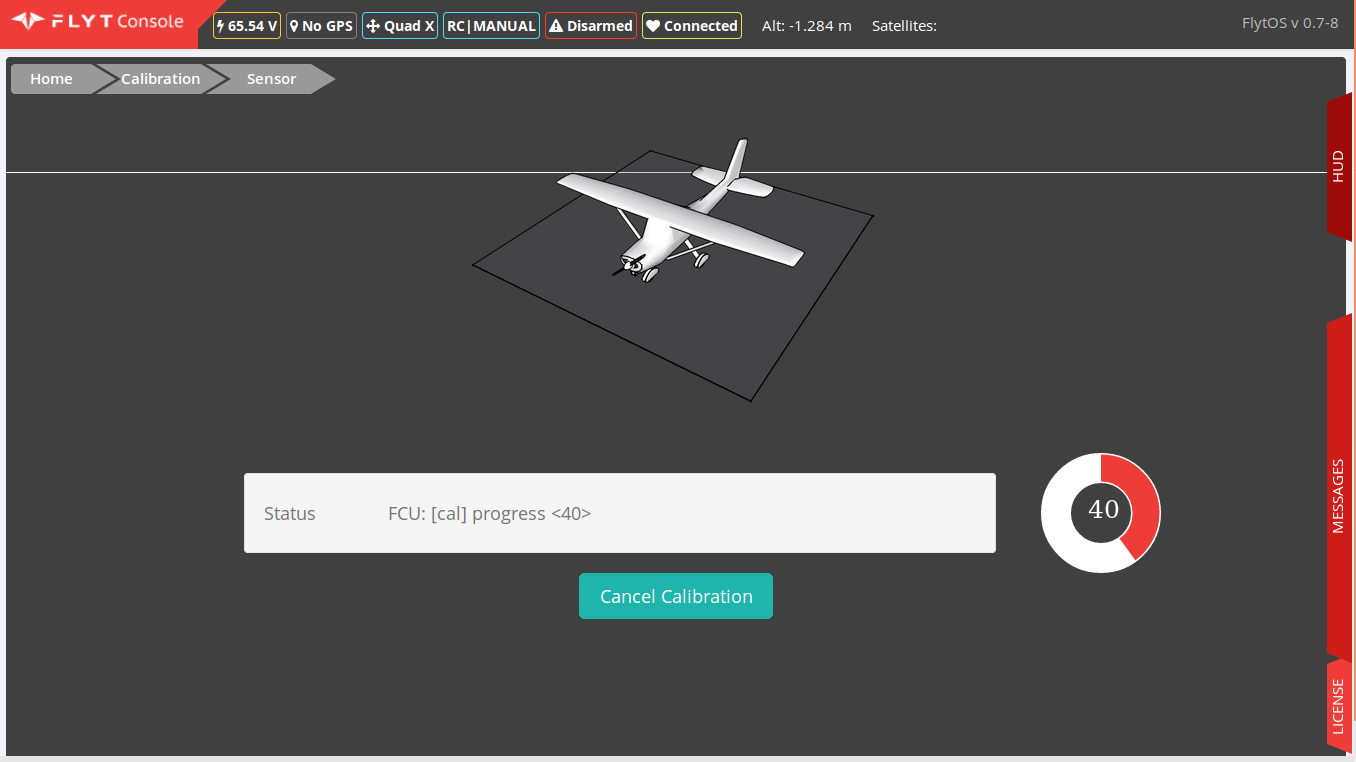 FLYT Console
65.54 V
No GPS
Quad X
RC|MANUAL
Disarmed
Connected
Alt: -1.284 m
Satellites:
FlytOS v 0.7-8
Home
Calibration
Sensor
HUD
Status
FCU: [cal] progress <40>
40
MESSAGES
Cancel Calibration
LICENSE